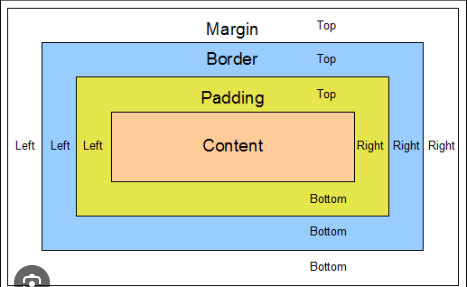 Margin Top
Border Top
Padding Top
Left Left Left Content Right Right Right
Bottom
Bottom
Bottom